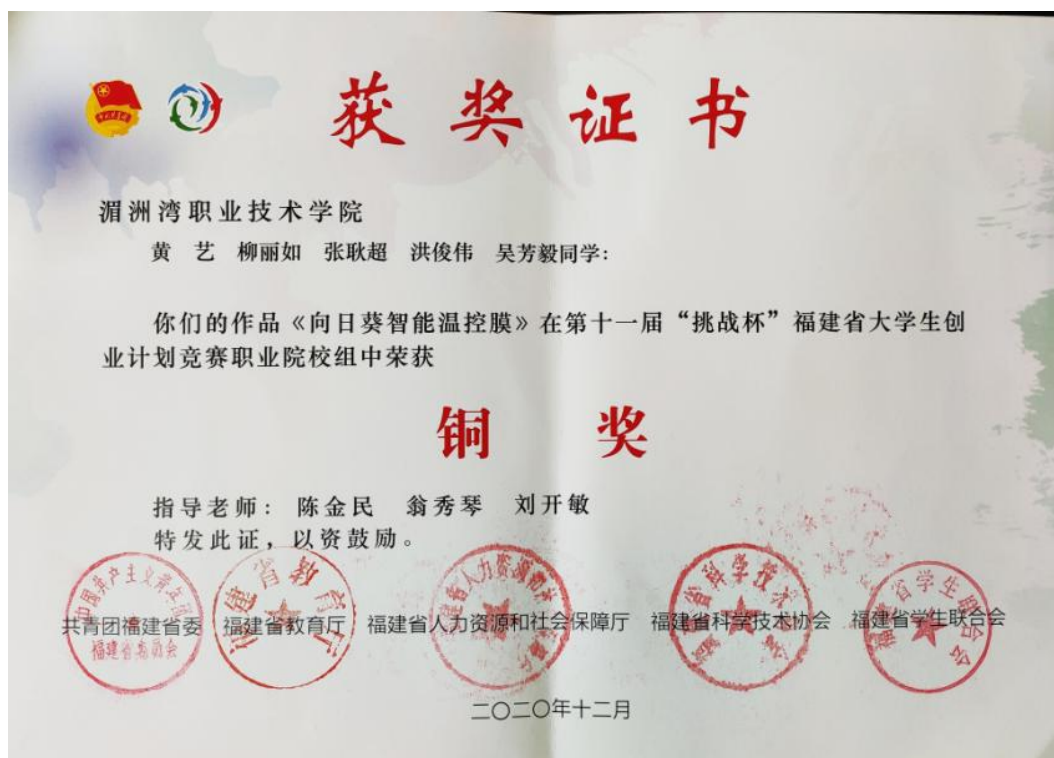 获奖证书
湄洲湾职业技术学院
黄 艺 柳丽如 张耿超 洪俊伟 吴芳毅同学：
你们的作品《向日葵智能温控膜》在第十一届“挑战杯”福建省大学生创
业计划竞赛职业院校组中荣获
铜 奖
指导老师： 陈金民 翁秀琴 刘开敏
特发此证，以资鼓励。
共青团福建省委 福建省教育厅 福建省人力资源和社会保障厅 福建省科学技术协会 福建省学生联合会
二〇二〇年十二月